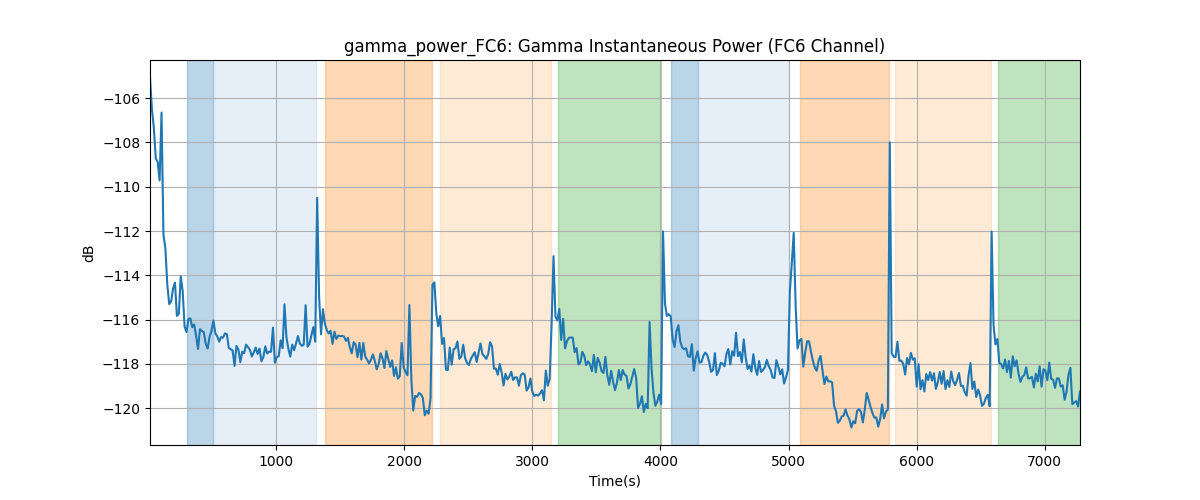 gamma_power_FC6: Gamma Instantaneous Power (FC6 Channel)
dB
−106
−108
−110
−112
−114
−116
−118
−120
1000 2000 3000 4000 5000 6000 7000
Time(s)